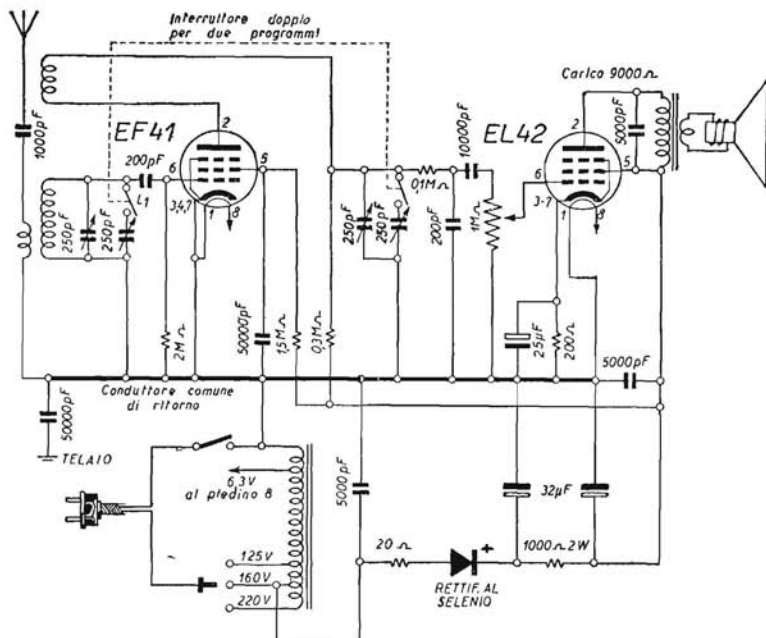 Interruttore doppio
per due programmi
Carico 9000Ω
EF41
EL42
2
2
1000pF
200pF
6
5
10000pF
5000pF
6
5
3,4,7
1
8
3-7
1
8
L1
250pF
250pF
250pF
250pF
0,1MΩ
200pF
1MΩ
2MΩ
50000pF
1,5MΩ
0,3MΩ
25μF
200Ω
5000pF
Conduttore comune
di ritorno
50000pF
TELAIO
6,3V
al piedino 8
5000pF
32μF
125V
160V
220V
20Ω
+
1000Ω 2W
RETTIF. AL
SELENIO